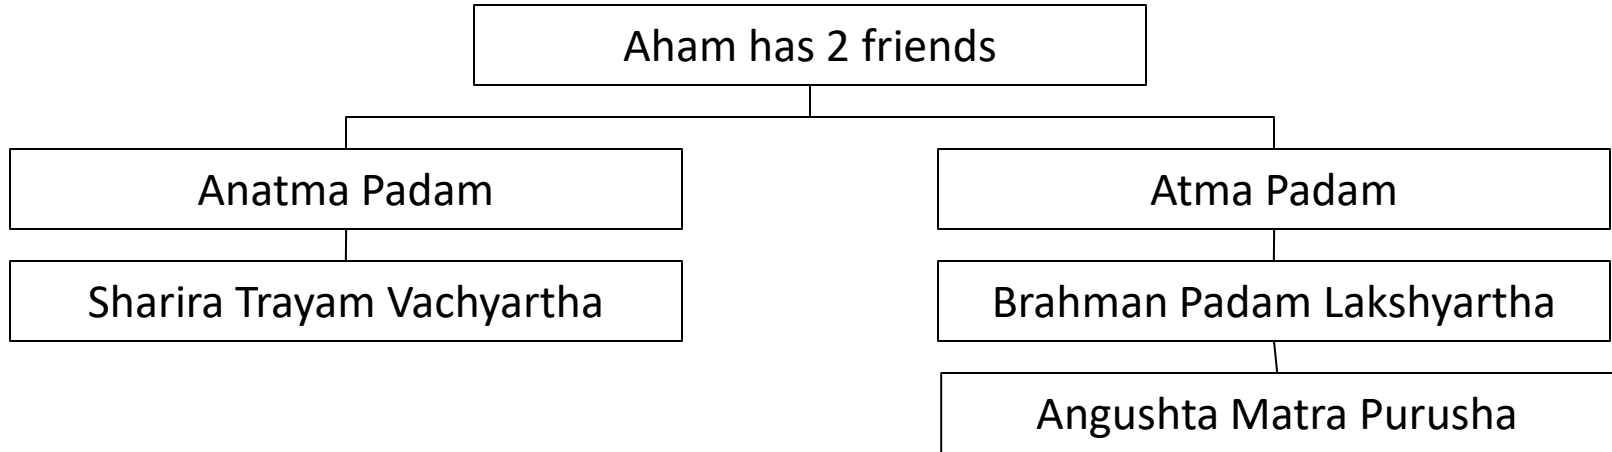 Aham has 2 friends
Anatma Padam
Atma Padam
Sharira Trayam Vachyartha
Brahman Padam Lakshyartha
Angushta Matra Purusha